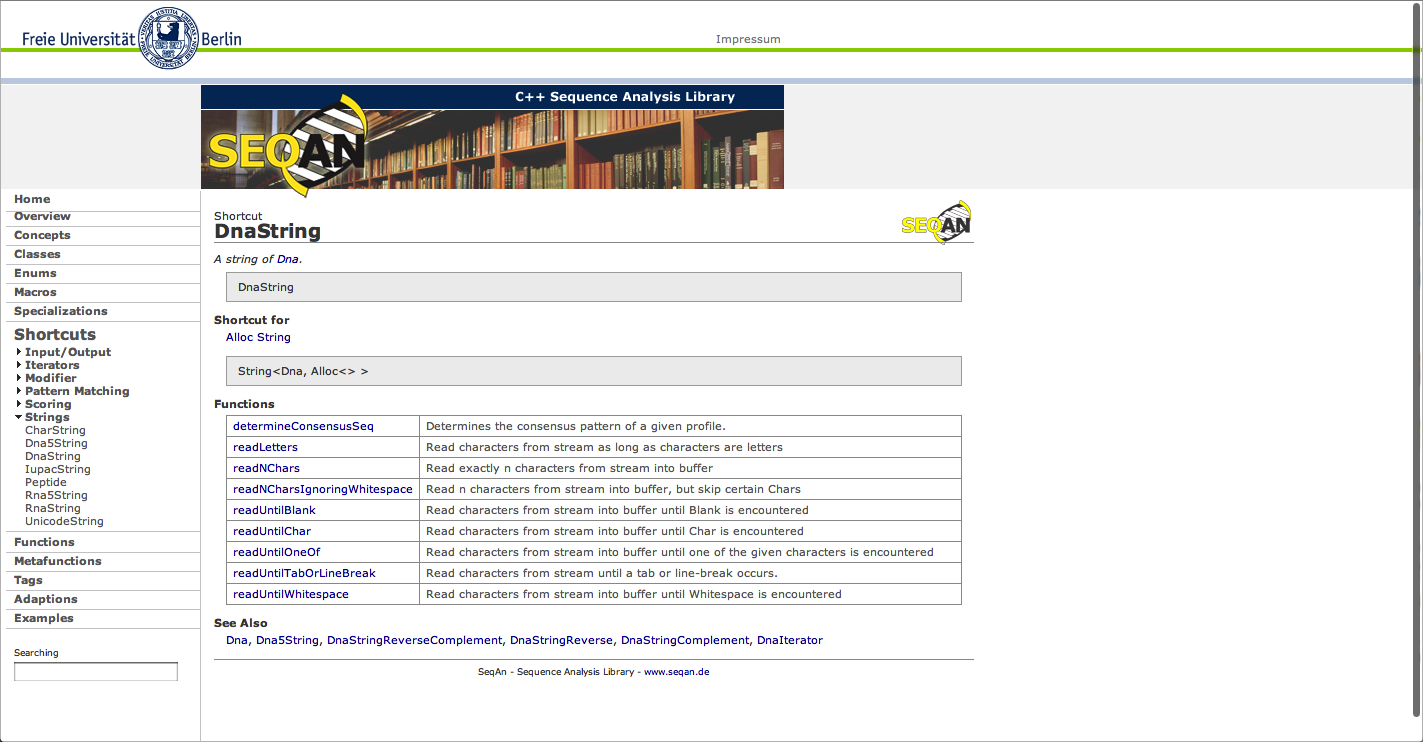 Freie Universität Berlin
Impressum
C++ Sequence Analysis Library
SEQAN
Home
Overview
Concepts
Classes
Enums
Macros
Specializations
Shortcuts
Input/Output
Iterators
Modifier
Pattern Matching
Scoring
Strings
CharString
Dna5String
DnaString
IupacString
Peptide
Rna5String
RnaString
UnicodeString
Functions
Metafunctions
Tags
Adaptions
Examples
Searching
Shortcut
DnaString
SEQAN
A string of Dna.
DnaString
Shortcut for
Alloc String
String<Dna, Alloc<> >
Functions
determineConsensusSeq Determines the consensus pattern of a given profile.
readLetters Read characters from stream as long as characters are letters
readNChars Read exactly n characters from stream into buffer
readNCharsIgnoringWhitespace Read n characters from stream into buffer, but skip certain Chars
readUntilBlank Read characters from stream into buffer until Blank is encountered
readUntilChar Read characters from stream into buffer until Char is encountered
readUntilOneOf Read characters from stream into buffer until one of the given characters is encountered
readUntilTabOrLineBreak Read characters from stream until a tab or line-break occurs.
readUntilWhitespace Read characters from stream into buffer until Whitespace is encountered
See Also
Dna, Dna5String, DnaStringReverseComplement, DnaStringReverse, DnaStringComplement, DnaIterator
SeqAn - Sequence Analysis Library - www.seqan.de